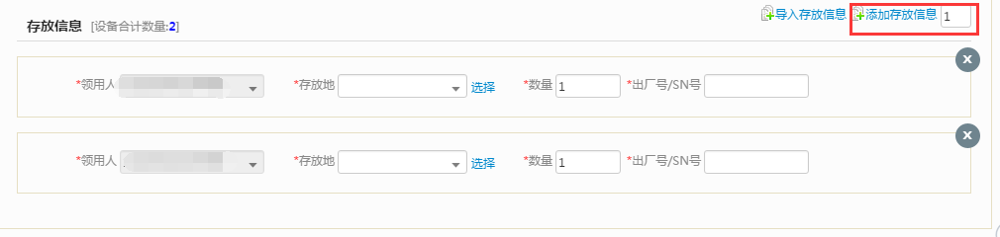 导入存放信息 添加存放信息 1
存放信息 [设备合计数量:2]
x
*领用人 *存放地 选择 *数量 1 *出厂号/SN号
x
*领用人 *存放地 选择 *数量 1 *出厂号/SN号